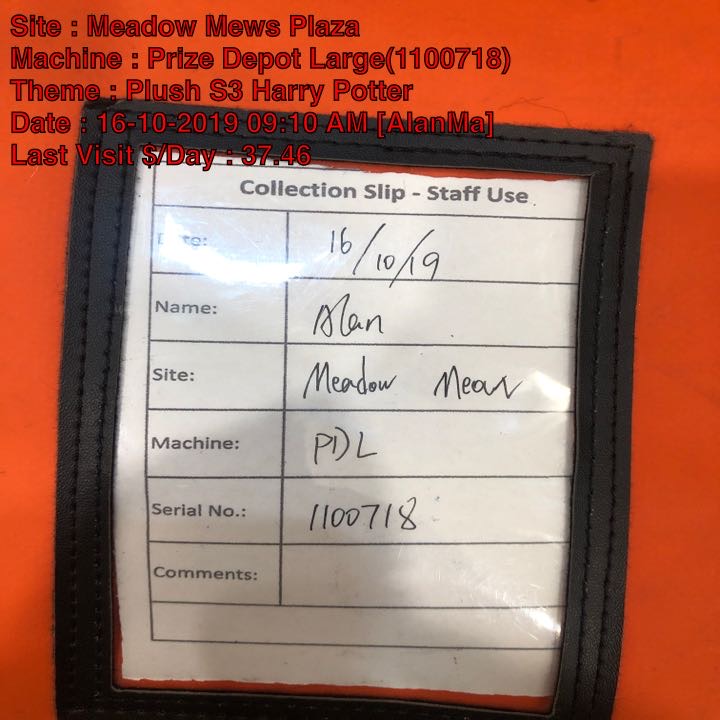 Site : Meadow Mews Plaza
Machine : Prize Depot Large(1100718)
Theme : Plush S3 Harry Potter
Date : 16-10-2019 09:10 AM [AlanMa]
Last Visit $/Day : 37.46
Collection Slip - Staff Use
Date: 16/10/19
Name: Alan
Site: Meadow Meows
Machine: PDL
Serial No.: 1100718
Comments: